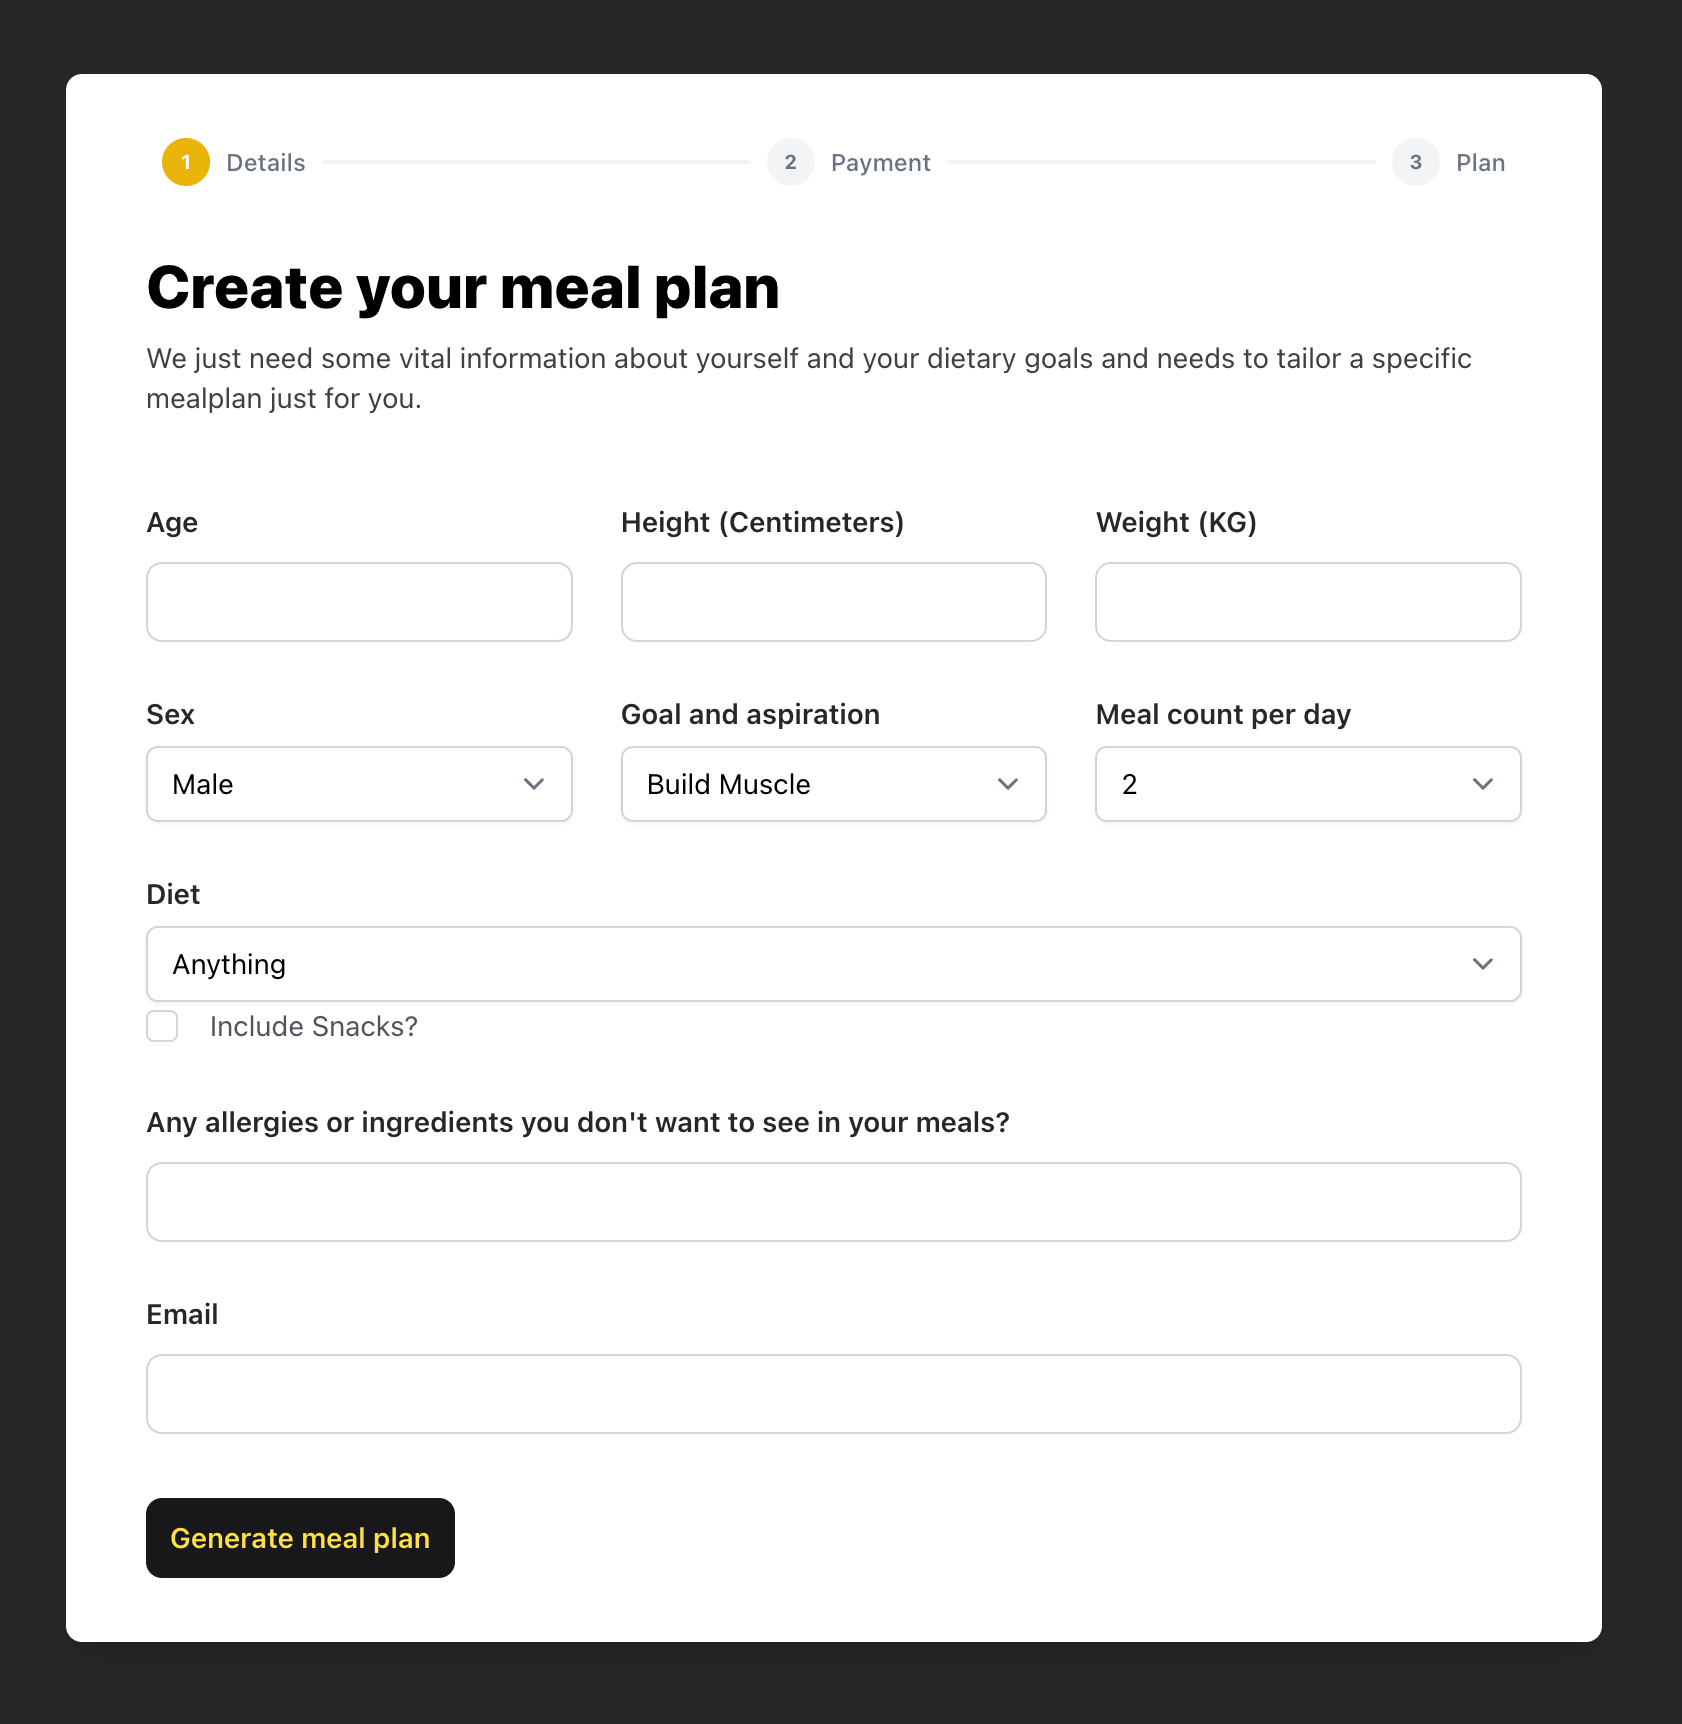 1 Details 2 Payment 3 Plan
Create your meal plan
We just need some vital information about yourself and your dietary goals and needs to tailor a specific
mealplan just for you.
Age Height (Centimeters) Weight (KG)
Sex Goal and aspiration Meal count per day
Male Build Muscle 2
Diet
Anything
Include Snacks?
Any allergies or ingredients you don't want to see in your meals?
Email
Generate meal plan